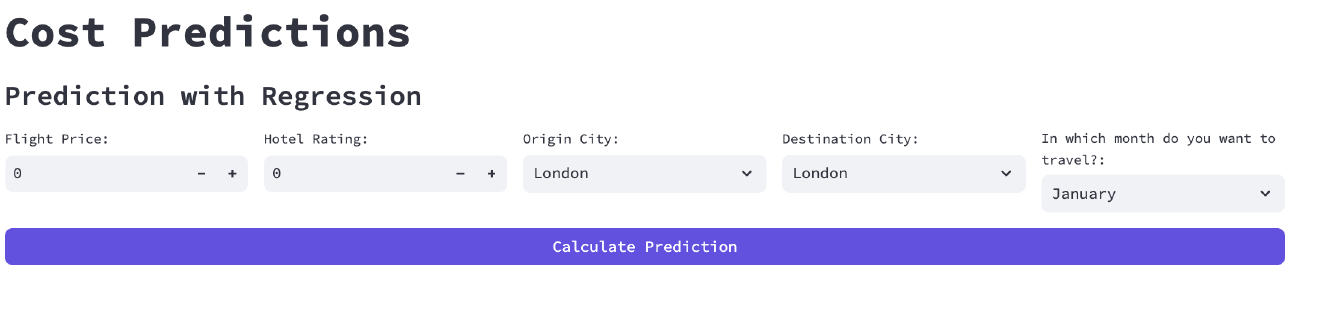 Cost Predictions
Prediction with Regression
Flight Price:
0
- +
Hotel Rating:
0
- +
Origin City:
London
Destination City:
London
In which month do you want to
travel?:
January
Calculate Prediction